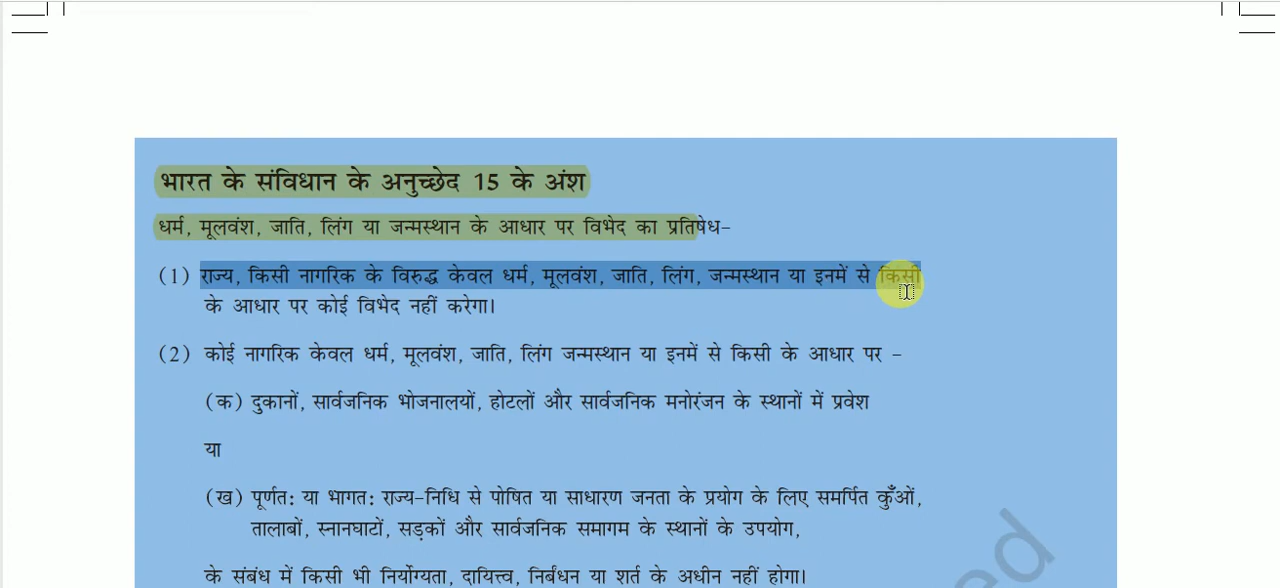 भारत के संविधान के अनुच्छेद 15 के अंश
धर्म, मूलवंश, जाति, लिंग या जन्मस्थान के आधार पर विभेद का प्रतिषेध–
(1) राज्य, किसी नागरिक के विरुद्ध केवल धर्म, मूलवंश, जाति, लिंग, जन्मस्थान या इनमें से किसी
के आधार पर कोई विभेद नहीं करेगा।
(2) कोई नागरिक केवल धर्म, मूलवंश, जाति, लिंग जन्मस्थान या इनमें से किसी के आधार पर –
(क) दुकानों, सार्वजनिक भोजनालयों, होटलों और सार्वजनिक मनोरंजन के स्थानों में प्रवेश
या
(ख) पूर्णत: या भागत: राज्य–निधि से पोषित या साधारण जनता के प्रयोग के लिए समर्पित कुँओं,
तालाबों, स्नानघाटों, सड़कों और सार्वजनिक समागम के स्थानों के उपयोग,
के संबंध में किसी भी निर्योग्यता, दायित्त्व, निर्बंधन या शर्त के अधीन नहीं होगा।